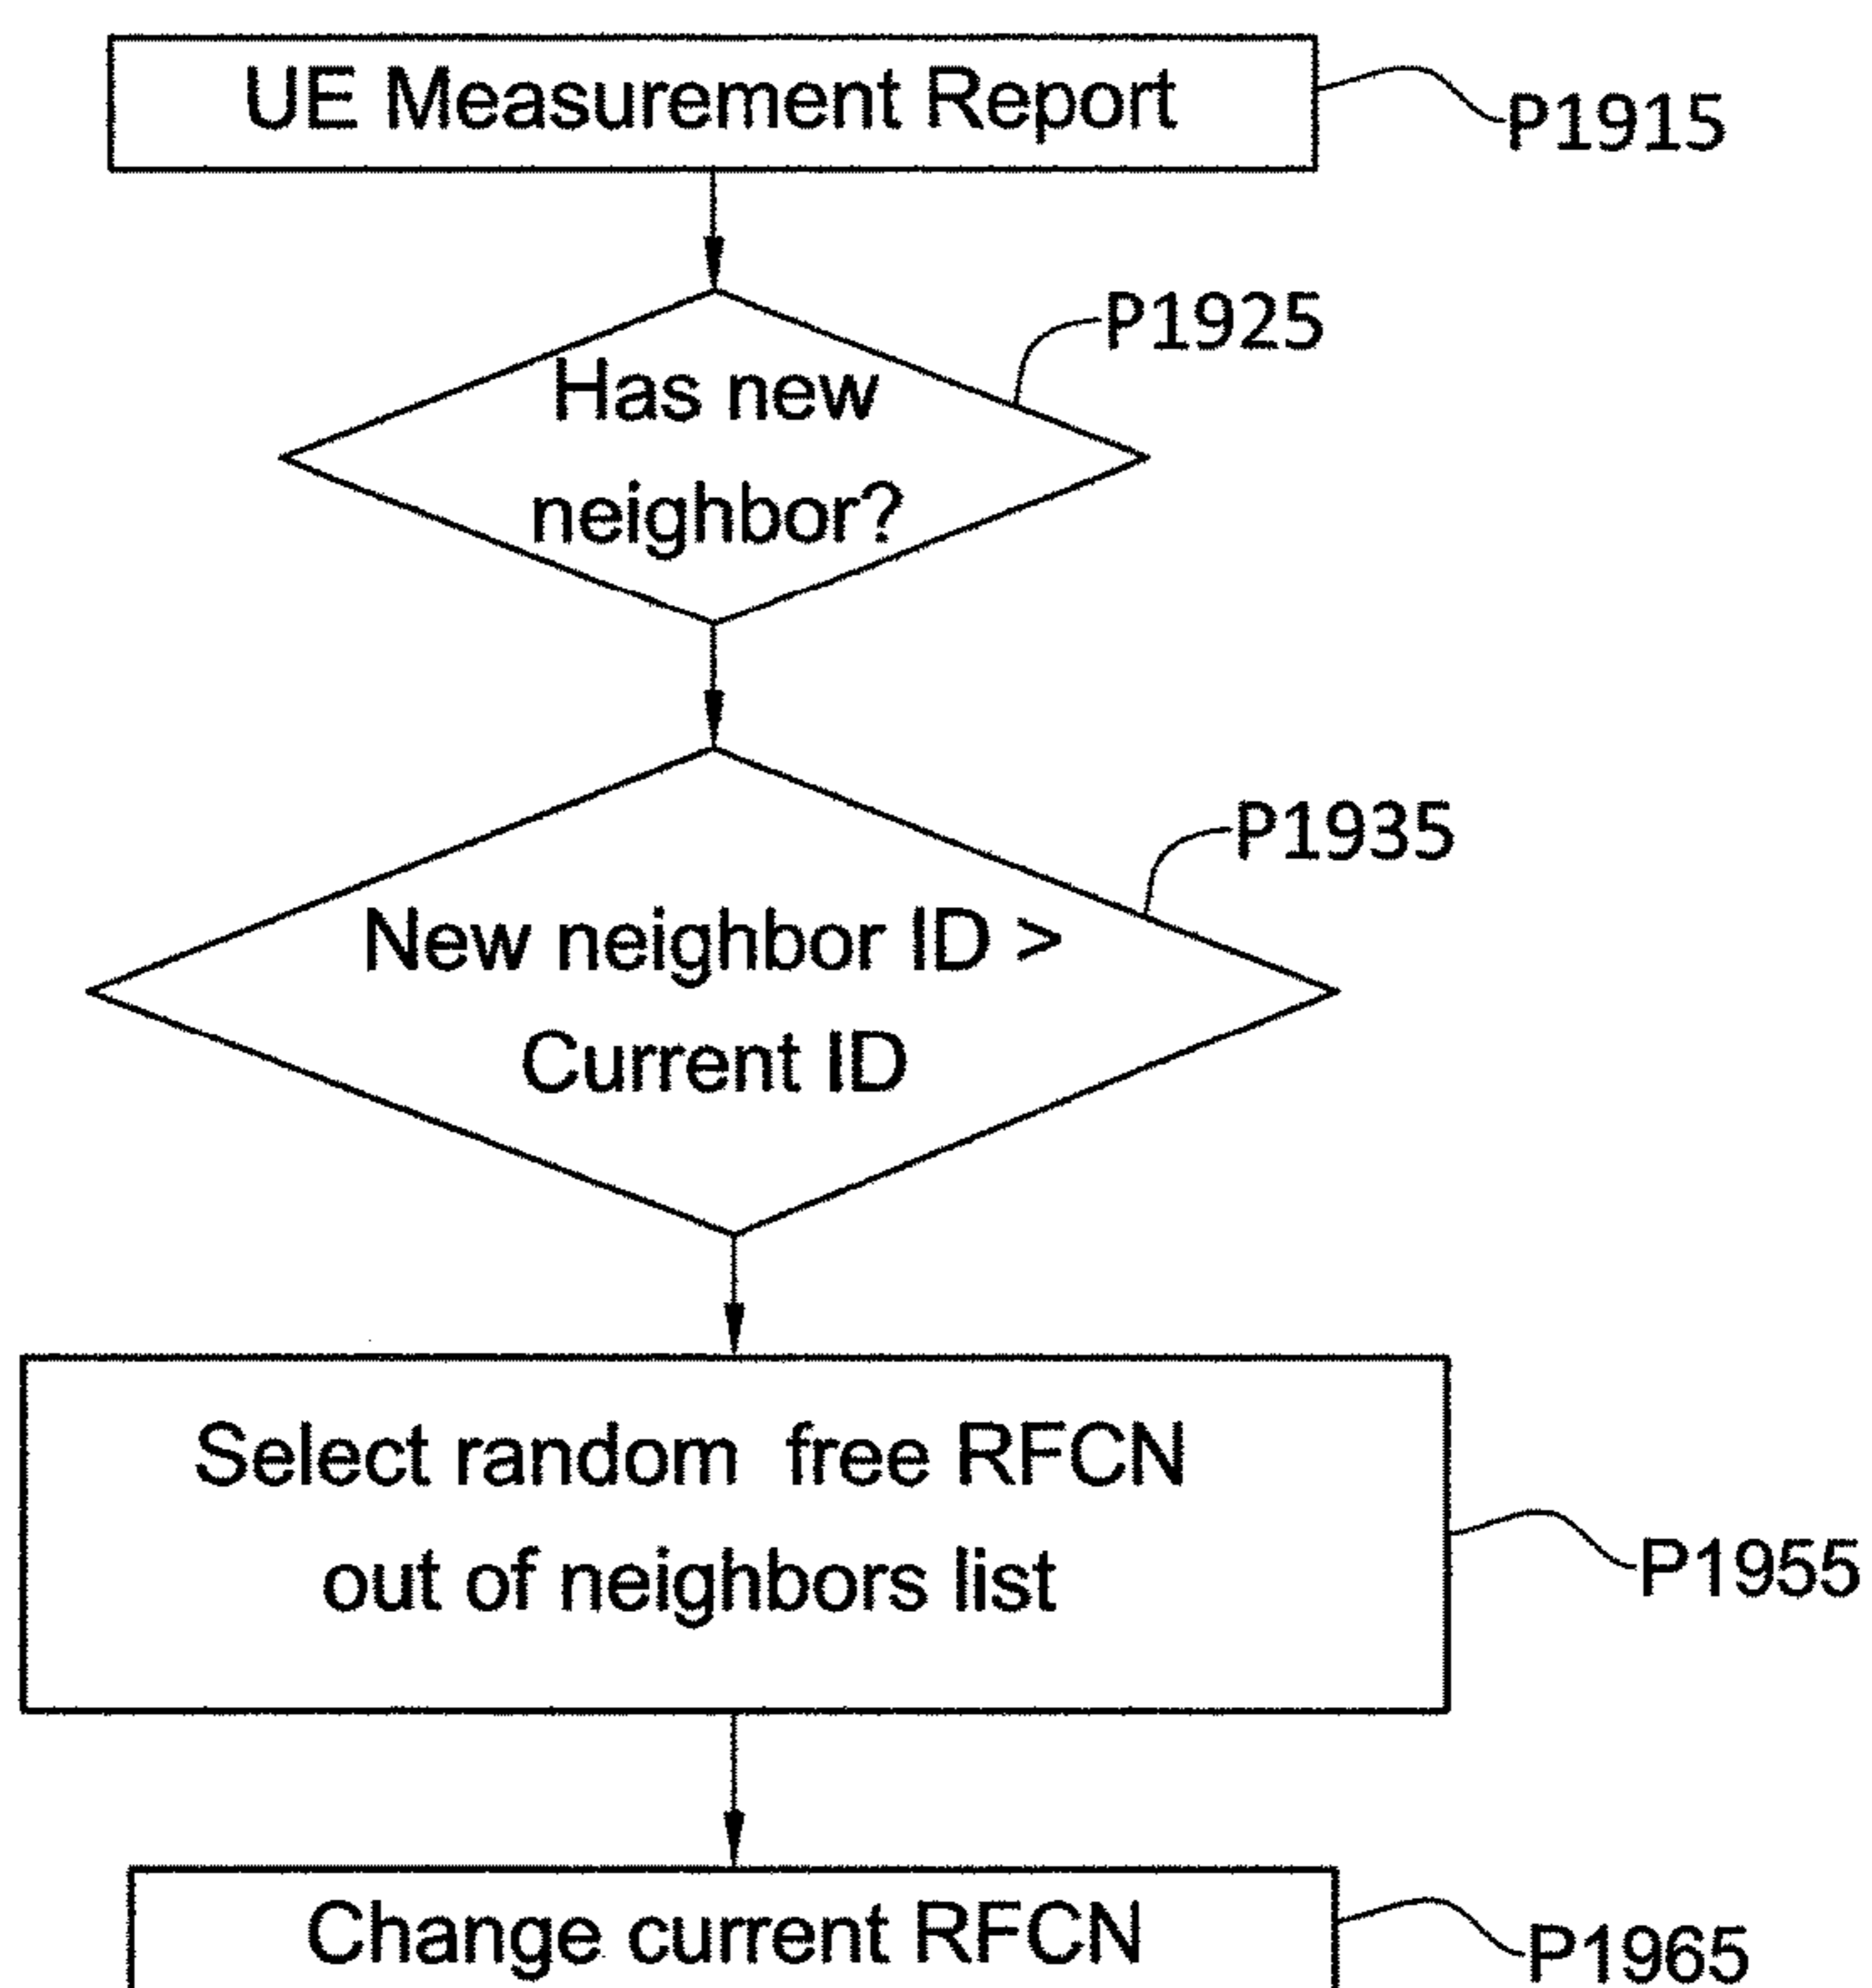 UE Measurement Report
P1915
P1925
Has new
neighbor?
P1935
New neighbor ID >
Current ID
Select random free RFCN
out of neighbors list
P1955
Change current RFCN
P1965